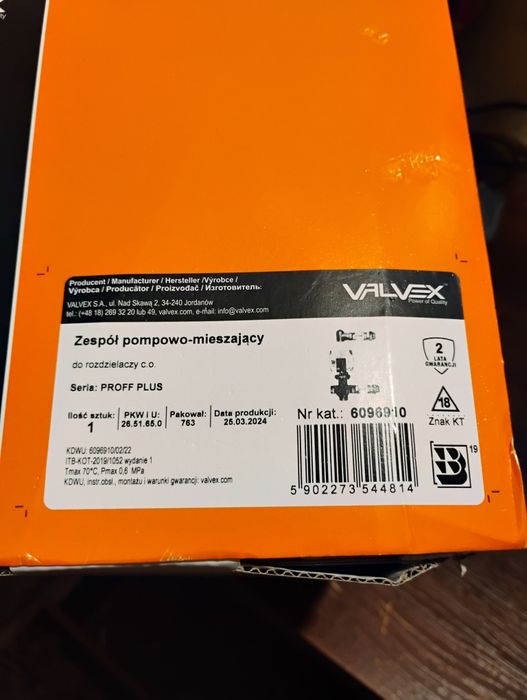 Producent / Manufacturer / Hersteller /Výrobce /
Výrobca / Producător / Proizvođač / Изготовитель:
VALVEX S.A., ul. Nad Skawą 2, 34-240 Jordanów
tel.: (+48 18) 269 32 20 lub 49, valvex.com, e-mail: info@valvex.com
VALVEX
Power of Quality
Zespół pompowo-mieszający
do rozdzielaczy c.o.
Seria: PROFF PLUS
2
LATA
GWARANCJI
Ilość sztuk:
1
PKW i U:
26.51.65.0
Pakował:
763
Data produkcji:
25.03.2024
Nr kat.: 6096910
18
Znak KT
KDWU: 6096910/02/22
ITB-KOT-2019/1062 wydanie 1
Tmax 70°C, Pmax 0,6 MPa
KDWU, instr.obsł., montażu i warunki gwarancji: valvex.com
5 902273 544814
B
19